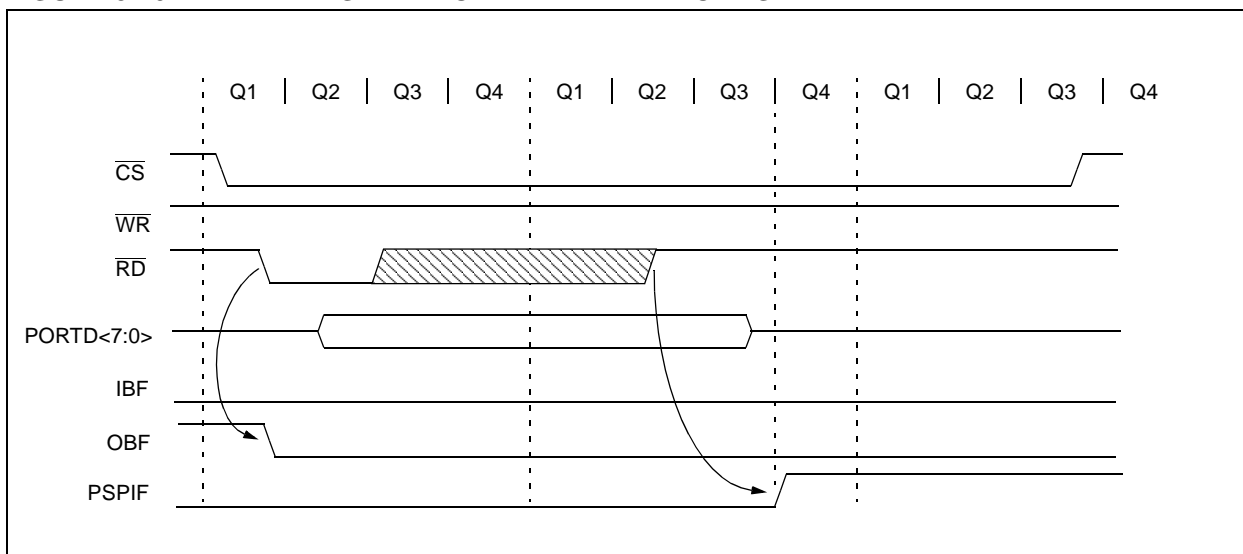 Q1 | Q2 | Q3 | Q4 | Q1 | Q2 | Q3 | Q4 | Q1 | Q2 | Q3 | Q4
CS
WR
RD
PORTD<7:0>
IBF
OBF
PSPIF